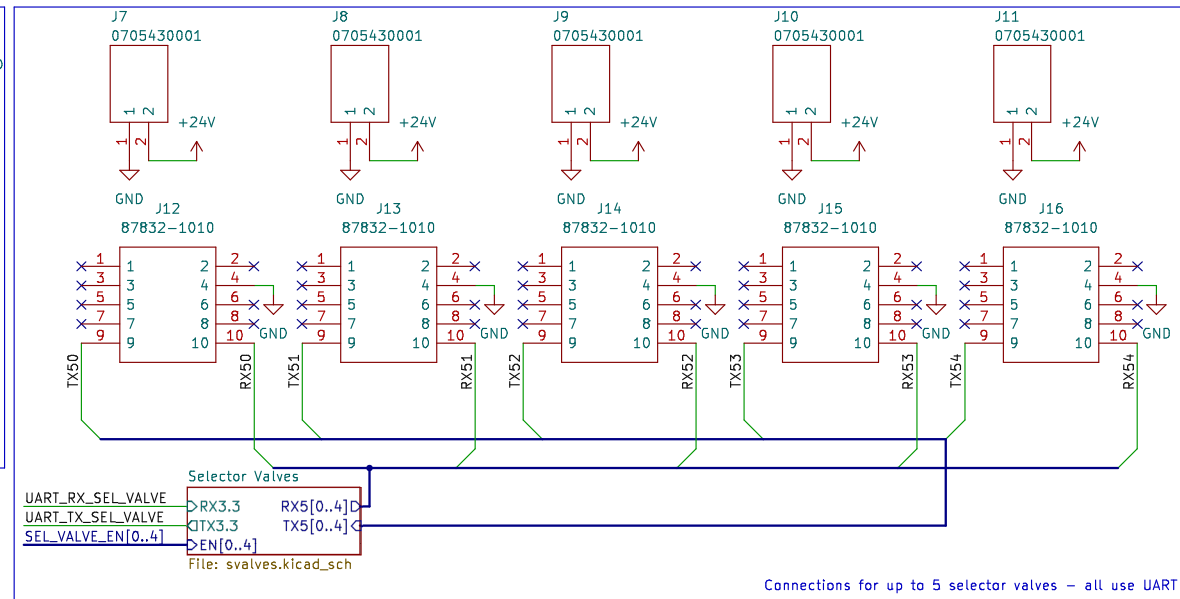 J7 J8 J9 J10 J11
0705430001 0705430001 0705430001 0705430001 0705430001
1 2 1 2 1 2 1 2 1 2
+24V +24V +24V +24V +24V
1 2 1 2 1 2 1 2 1 2
GND GND GND GND GND
J12 J13 J14 J15 J16
87832-1010 87832-1010 87832-1010 87832-1010 87832-1010
1 1 2 2 1 1 2 2 1 1 2 2 1 1 2 2 1 1 2 2
3 3 4 4 3 3 4 4 3 3 4 4 3 3 4 4 3 3 4 4
5 5 6 6 5 5 6 6 5 5 6 6 5 5 6 6 5 5 6 6
7 7 8 8 GND 7 7 8 8 GND 7 7 8 8 GND 7 7 8 8 GND 7 7 8 8 GND
9 9 10 10 9 9 10 10 9 9 10 10 9 9 10 10 9 9 10 10
TX50 RX50 TX51 RX51 TX52 RX52 TX53 RX53 TX54 RX54
Selector Valves
UART_RX_SEL_VALVE RX3.3 RX5[0..4]
UART_TX_SEL_VALVE TX3.3 TX5[0..4]
SEL_VALVE_EN[0..4] EN[0..4]
File: svalves.kicad_sch
Connections for up to 5 selector valves – all use UART